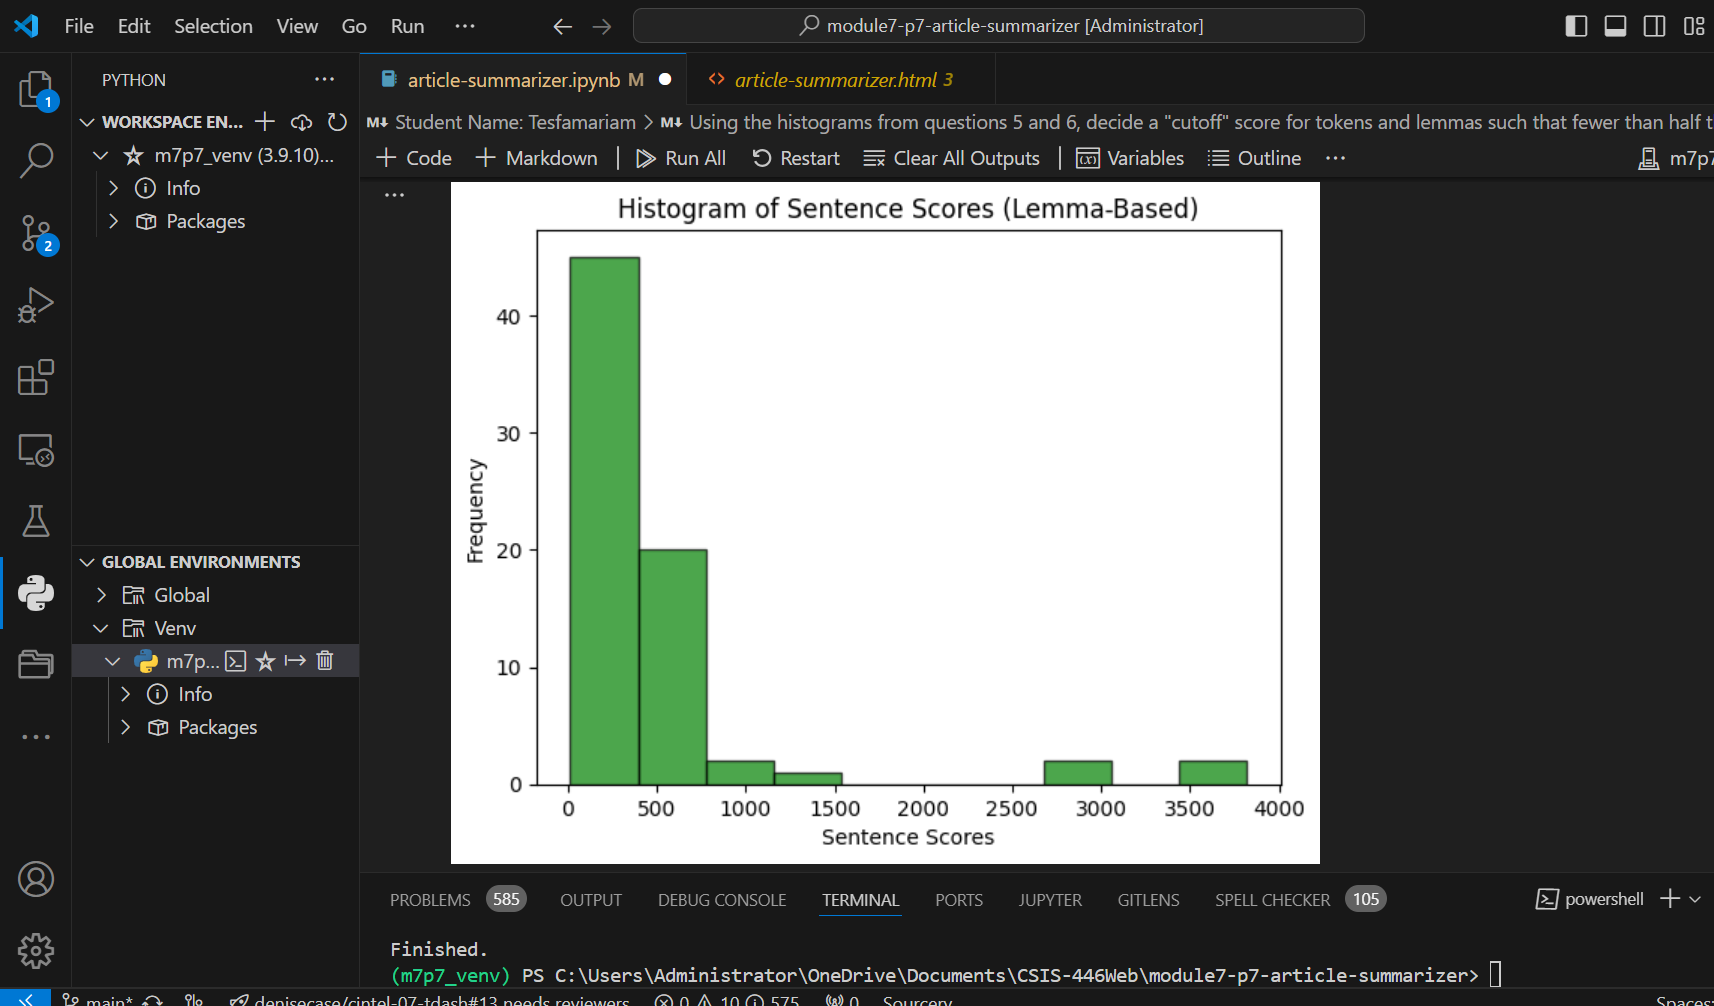 File Edit Selection View Go Run ··· module7-p7-article-summarizer [Administrator]
PYTHON ···
WORKSPACE EN...
m7p7_venv (3.9.10)...
Info
Packages
GLOBAL ENVIRONMENTS
Global
Venv
m7p...
Info
Packages
1
2
article-summarizer.ipynb M
article-summarizer.html 3
M↓ Student Name: Tesfamariam > M↓ Using the histograms from questions 5 and 6, decide a "cutoff" score for tokens and lemmas such that fewer than half t
+ Code + Markdown | Run All Restart Clear All Outputs | Variables Outline ··· m7p7
Histogram of Sentence Scores (Lemma-Based)
Frequency
40
30
20
10
0
0 500 1000 1500 2000 2500 3000 3500 4000
Sentence Scores
PROBLEMS 585 OUTPUT DEBUG CONSOLE TERMINAL PORTS JUPYTER GITLENS SPELL CHECKER 105 powershell
Finished.
(m7p7_venv) PS C:\Users\Administrator\OneDrive\Documents\CSIS-446Web\module7-p7-article-summarizer>
main* denisecase/cintel-07-tdash#13 needs reviewers 0 10 575 0 Sourcery Spaces